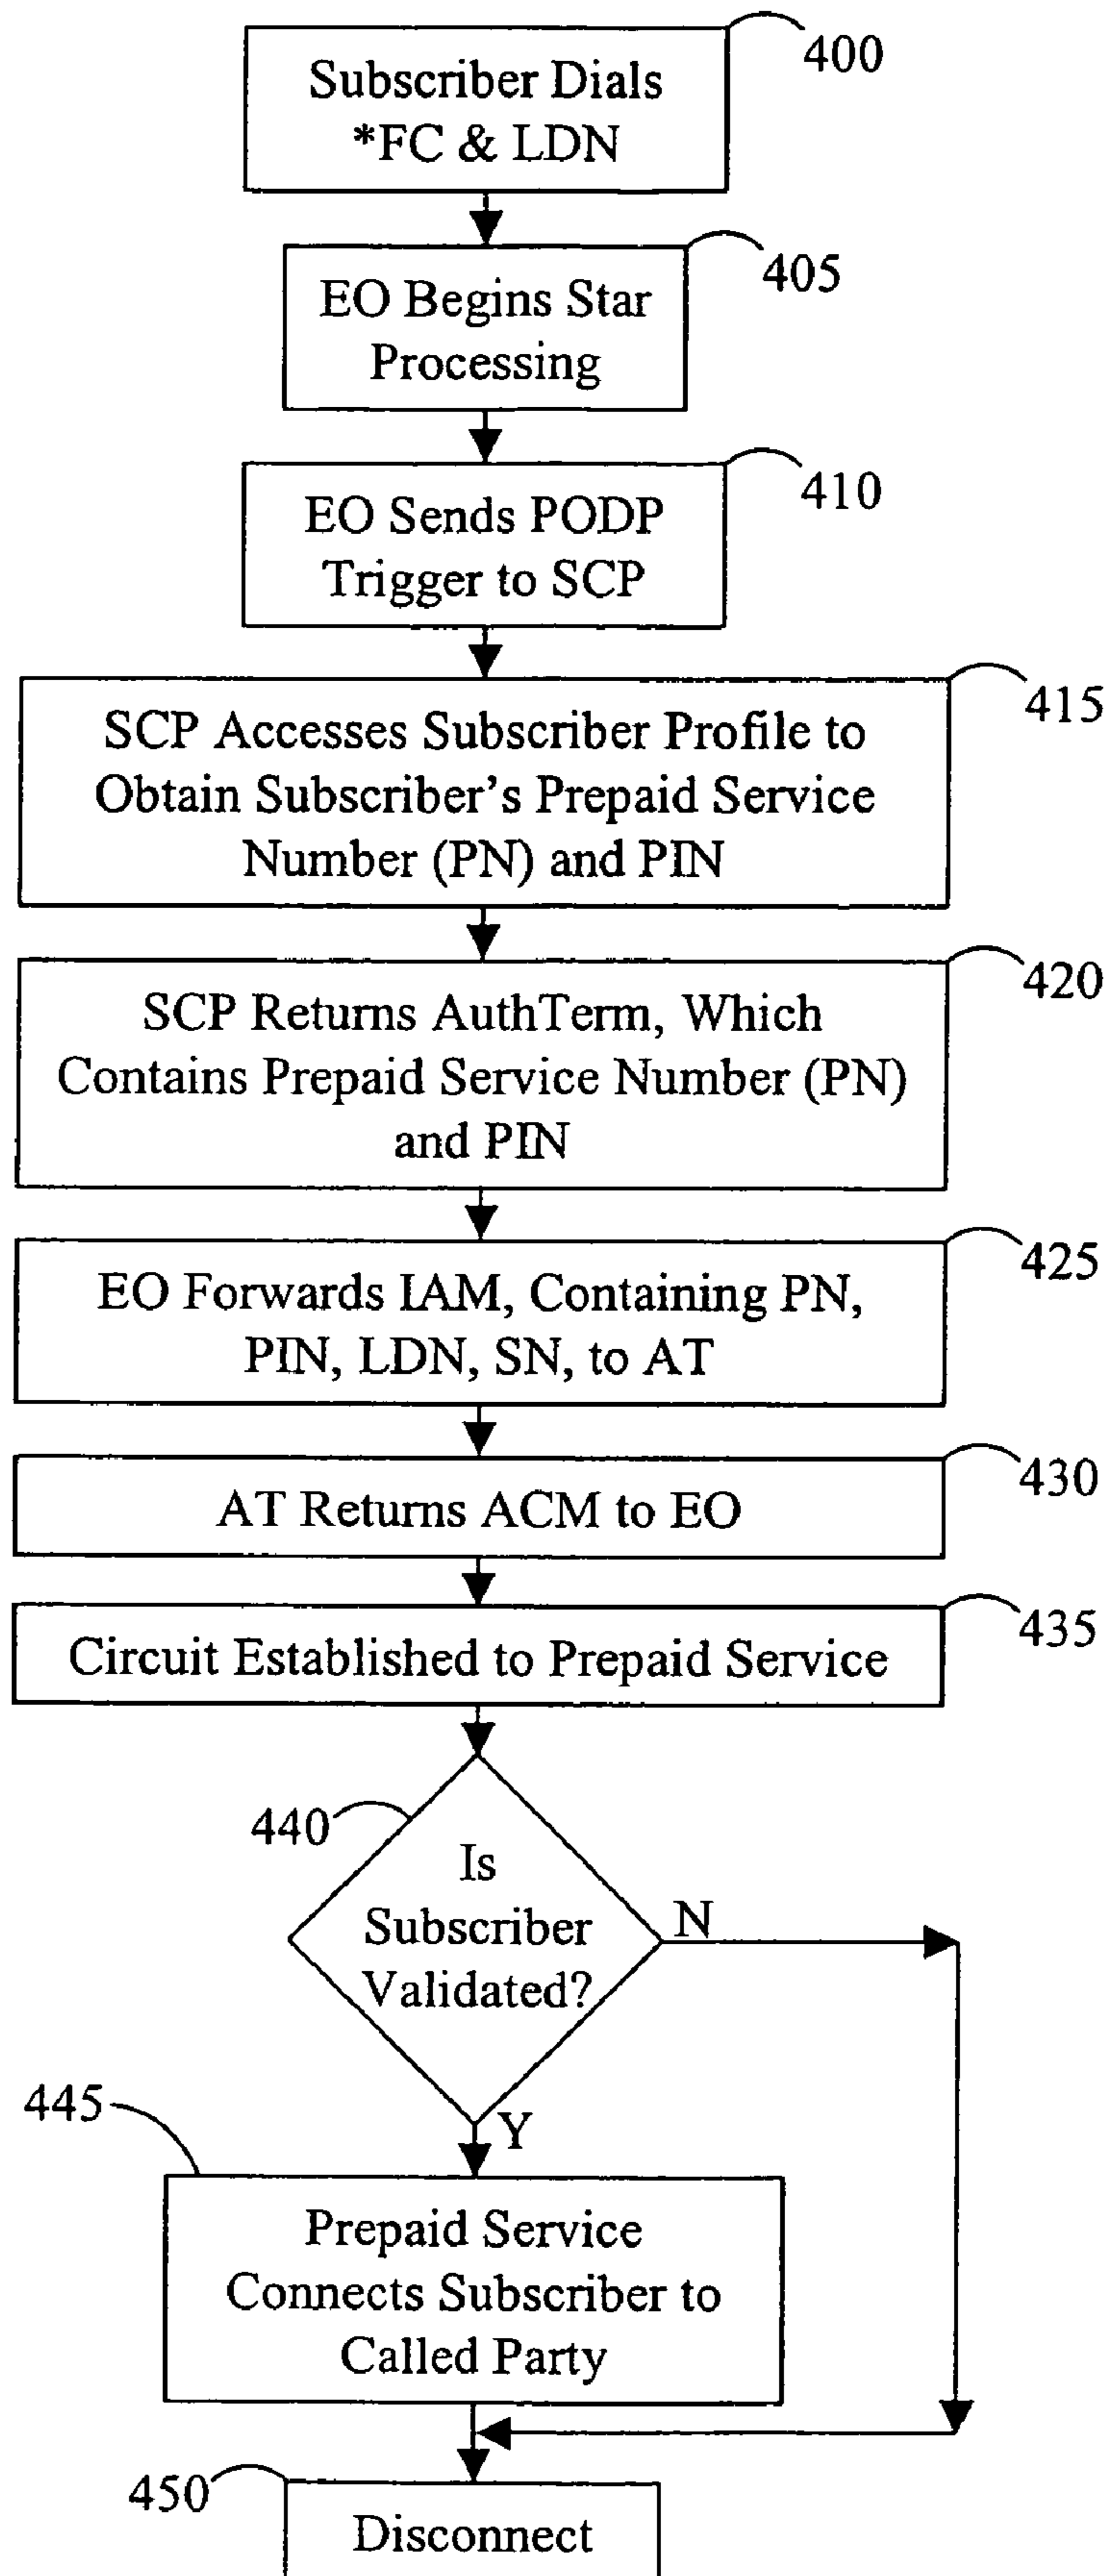 400
Subscriber Dials
*FC & LDN
405
EO Begins Star
Processing
410
EO Sends PODP
Trigger to SCP
415
SCP Accesses Subscriber Profile to
Obtain Subscriber's Prepaid Service
Number (PN) and PIN
420
SCP Returns AuthTerm, Which
Contains Prepaid Service Number (PN)
and PIN
425
EO Forwards IAM, Containing PN,
PIN, LDN, SN, to AT
430
AT Returns ACM to EO
435
Circuit Established to Prepaid Service
440
Is
Subscriber
Validated?
N
Y
445
Prepaid Service
Connects Subscriber to
Called Party
450
Disconnect